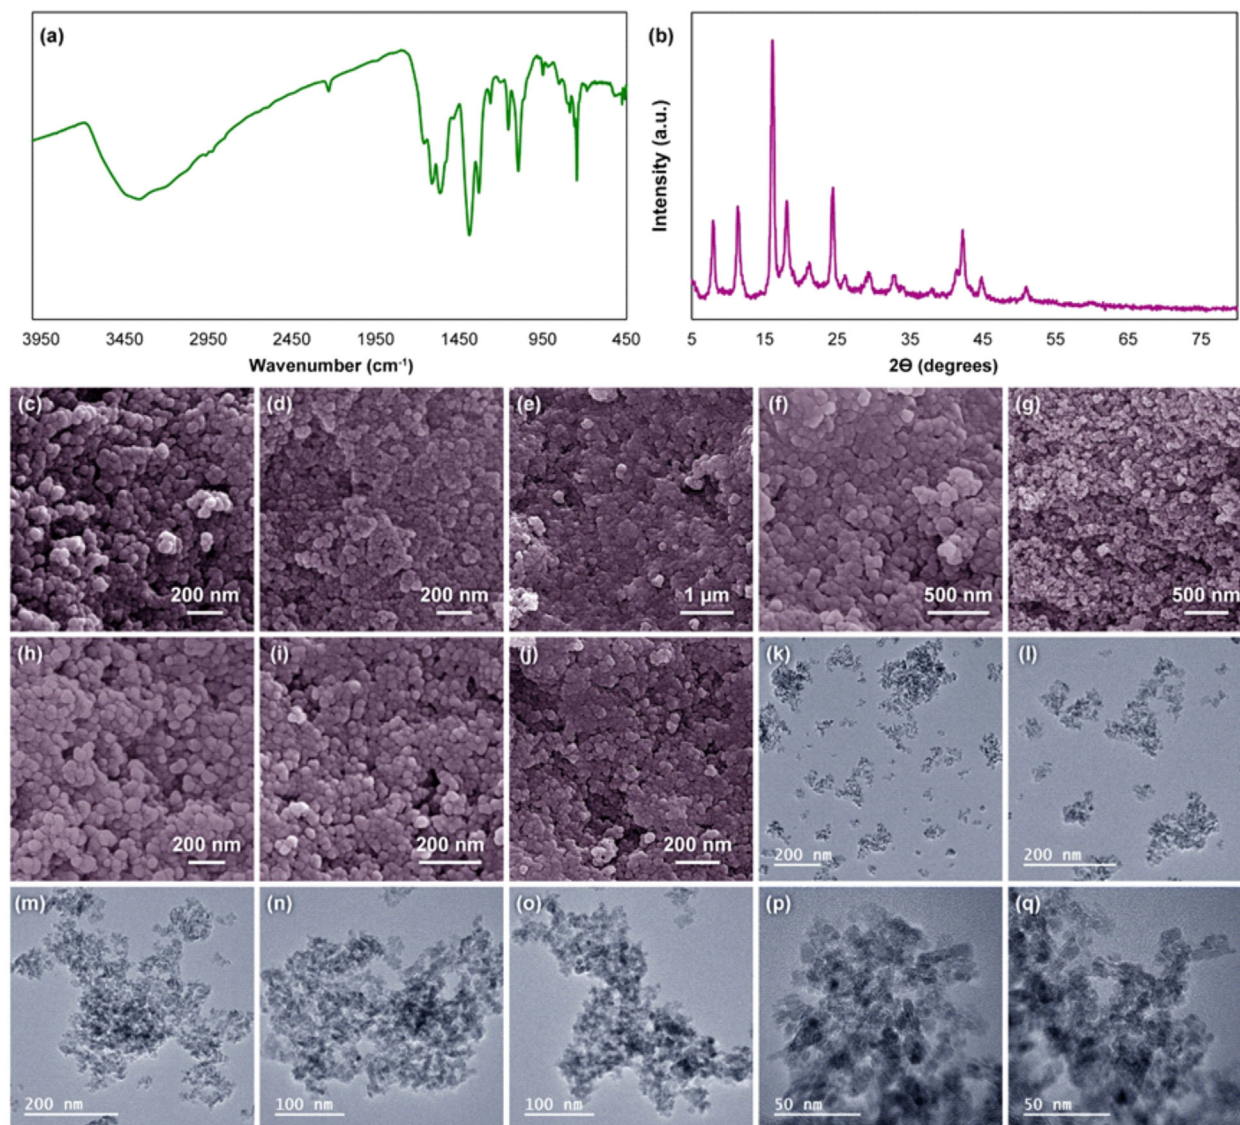 (a)
3950 3450 2950 2450 1950 1450 950 450
Wavenumber (cm⁻¹)
(b)
Intensity (a.u.)
5 15 25 35 45 55 65 75
2Θ (degrees)
(c) 200 nm
(d) 200 nm
(e) 1 µm
(f) 500 nm
(g) 500 nm
(h) 200 nm
(i) 200 nm
(j) 200 nm
(k) 200 nm
(l) 200 nm
(m) 200 nm
(n) 100 nm
(o) 100 nm
(p) 50 nm
(q) 50 nm